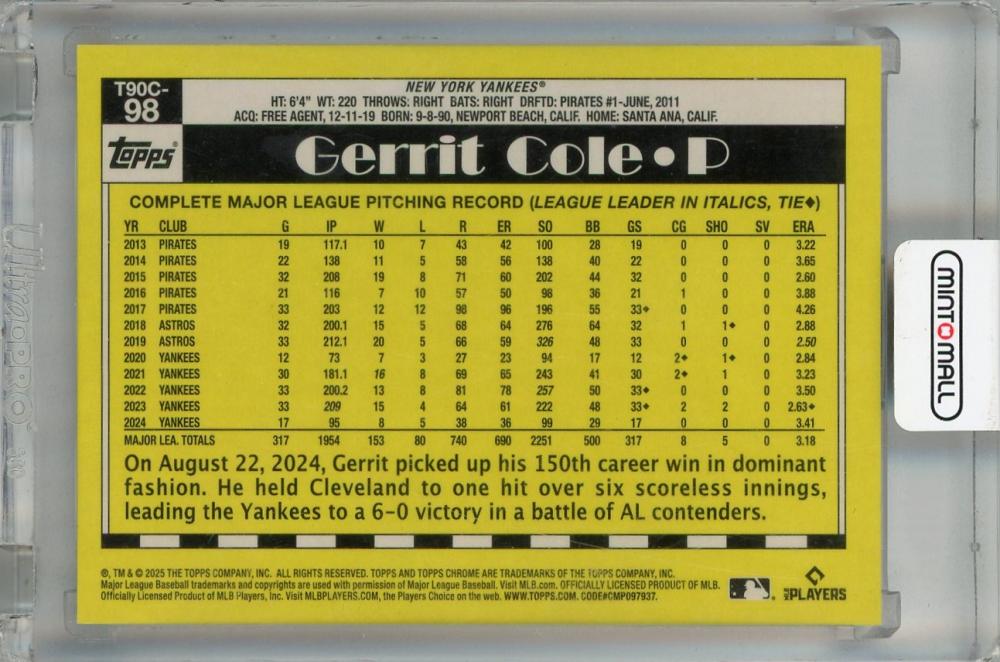 T90C-
98
NEW YORK YANKEES®
HT: 6'4" WT: 220 THROWS: RIGHT BATS: RIGHT DRFTD: PIRATES #1-JUNE, 2011
ACQ: FREE AGENT, 12-11-19 BORN: 9-8-90, NEWPORT BEACH, CALIF. HOME: SANTA ANA, CALIF.
topps®
Gerrit Cole • P
COMPLETE MAJOR LEAGUE PITCHING RECORD (LEAGUE LEADER IN ITALICS, TIE♦)
YR CLUB G IP W L R ER SO BB GS CG SHO SV ERA
2013 PIRATES 19 117.1 10 7 43 42 100 28 19 0 0 0 3.22
2014 PIRATES 22 138 11 5 58 56 138 40 22 0 0 0 3.65
2015 PIRATES 32 208 19 8 71 60 202 44 32 0 0 0 2.60
2016 PIRATES 21 116 7 10 57 50 98 36 21 1 0 0 3.88
2017 PIRATES 33 203 12 12 98 96 196 55 33♦ 0 0 0 4.26
2018 ASTROS 32 200.1 15 5 68 64 276 64 32 1 1♦ 0 2.88
2019 ASTROS 33 212.1 20 5 66 59 326 48 33 0 0 0 2.50
2020 YANKEES 12 73 7 3 27 23 94 17 12 2♦ 1♦ 0 2.84
2021 YANKEES 30 181.1 16 8 69 65 243 41 30 2♦ 1 0 3.23
2022 YANKEES 33 200.2 13 8 81 78 257 50 33♦ 0 0 0 3.50
2023 YANKEES 33 209 15 4 64 61 222 48 33♦ 2 2 0 2.63♦
2024 YANKEES 17 95 8 5 38 36 99 29 17 0 0 0 3.41
MAJOR LEA. TOTALS 317 1954 153 80 740 690 2251 500 317 8 5 0 3.18
On August 22, 2024, Gerrit picked up his 150th career win in dominant
fashion. He held Cleveland to one hit over six scoreless innings,
leading the Yankees to a 6-0 victory in a battle of AL contenders.
®, TM & © 2025 THE TOPPS COMPANY, INC. ALL RIGHTS RESERVED. TOPPS AND TOPPS CHROME ARE TRADEMARKS OF THE TOPPS COMPANY, INC.
Major League Baseball trademarks and copyrights are used with permission of Major League Baseball. Visit MLB.com. OFFICIALLY LICENSED PRODUCT OF MLB.
Officially Licensed Product of MLB Players, Inc. Visit MLBPLAYERS.COM, the Players Choice on the web. WWW.TOPPS.COM. CODE#CMP097937.
MLB PLAYERS
MINTOMALL
UltraPRO